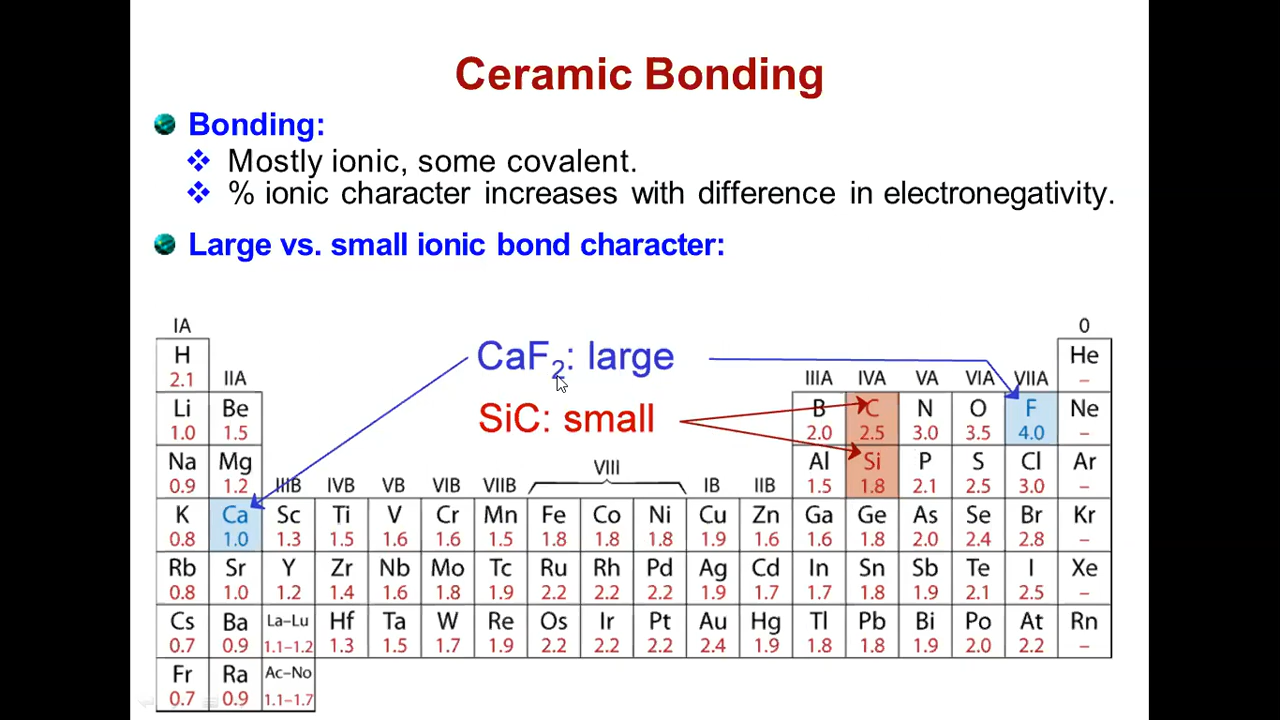 Ceramic Bonding
Bonding:
Mostly ionic, some covalent.
% ionic character increases with difference in electronegativity.
Large vs. small ionic bond character:
IA 0
H CaF2: large He
2.1 IIA IIIA IVA VA VIA VIIA –
Li Be SiC: small B C N O F Ne
1.0 1.5 2.0 2.5 3.0 3.5 4.0 –
Na Mg VIII Al Si P S Cl Ar
0.9 1.2 IIIB IVB VB VIB VIIB IB IIB 1.5 1.8 2.1 2.5 3.0 –
K Ca Sc Ti V Cr Mn Fe Co Ni Cu Zn Ga Ge As Se Br Kr
0.8 1.0 1.3 1.5 1.6 1.6 1.5 1.8 1.8 1.8 1.9 1.6 1.6 1.8 2.0 2.4 2.8 –
Rb Sr Y Zr Nb Mo Tc Ru Rh Pd Ag Cd In Sn Sb Te I Xe
0.8 1.0 1.2 1.4 1.6 1.8 1.9 2.2 2.2 2.2 1.9 1.7 1.7 1.8 1.9 2.1 2.5 –
Cs Ba La–Lu Hf Ta W Re Os Ir Pt Au Hg Tl Pb Bi Po At Rn
0.7 0.9 1.1–1.2 1.3 1.5 1.7 1.9 2.2 2.2 2.2 2.4 1.9 1.8 1.8 1.9 2.0 2.2 –
Fr Ra Ac–No
0.7 0.9 1.1–1.7